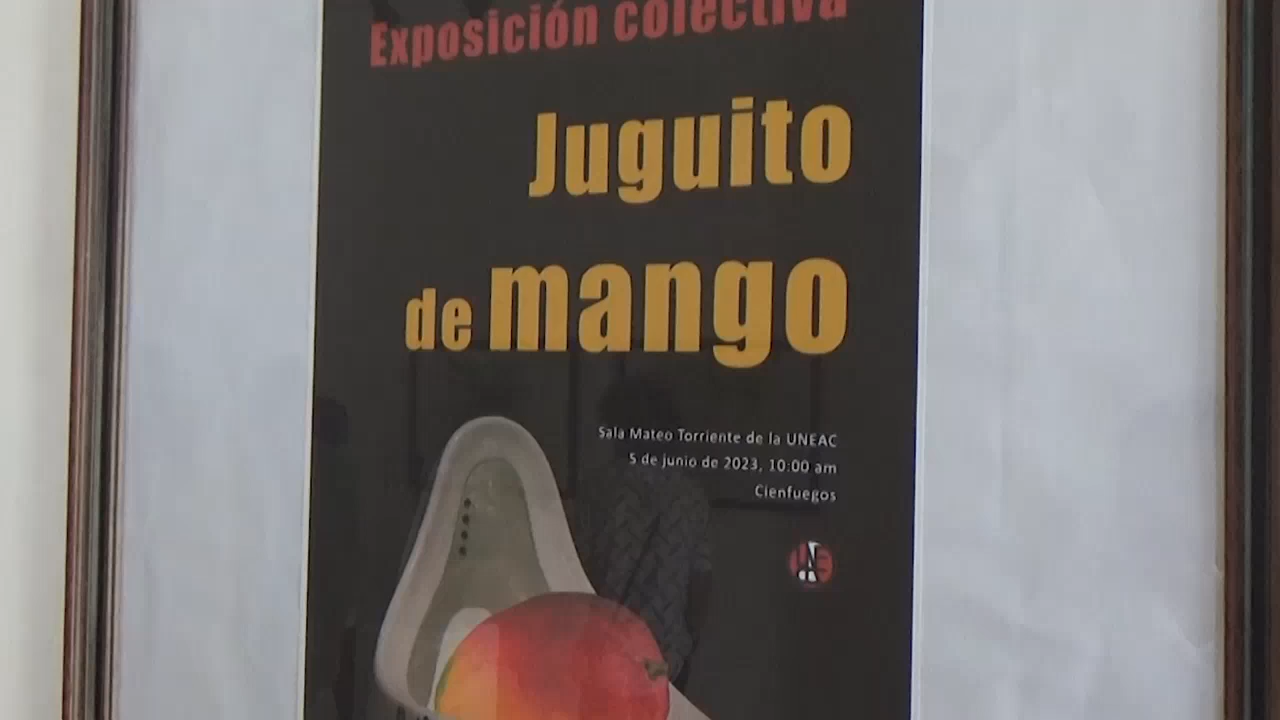 Exposición colectiva
Juguito
de mango
Sala Mateo Torriente de la UNEAC
5 de junio de 2023, 10:00 am
Cienfuegos